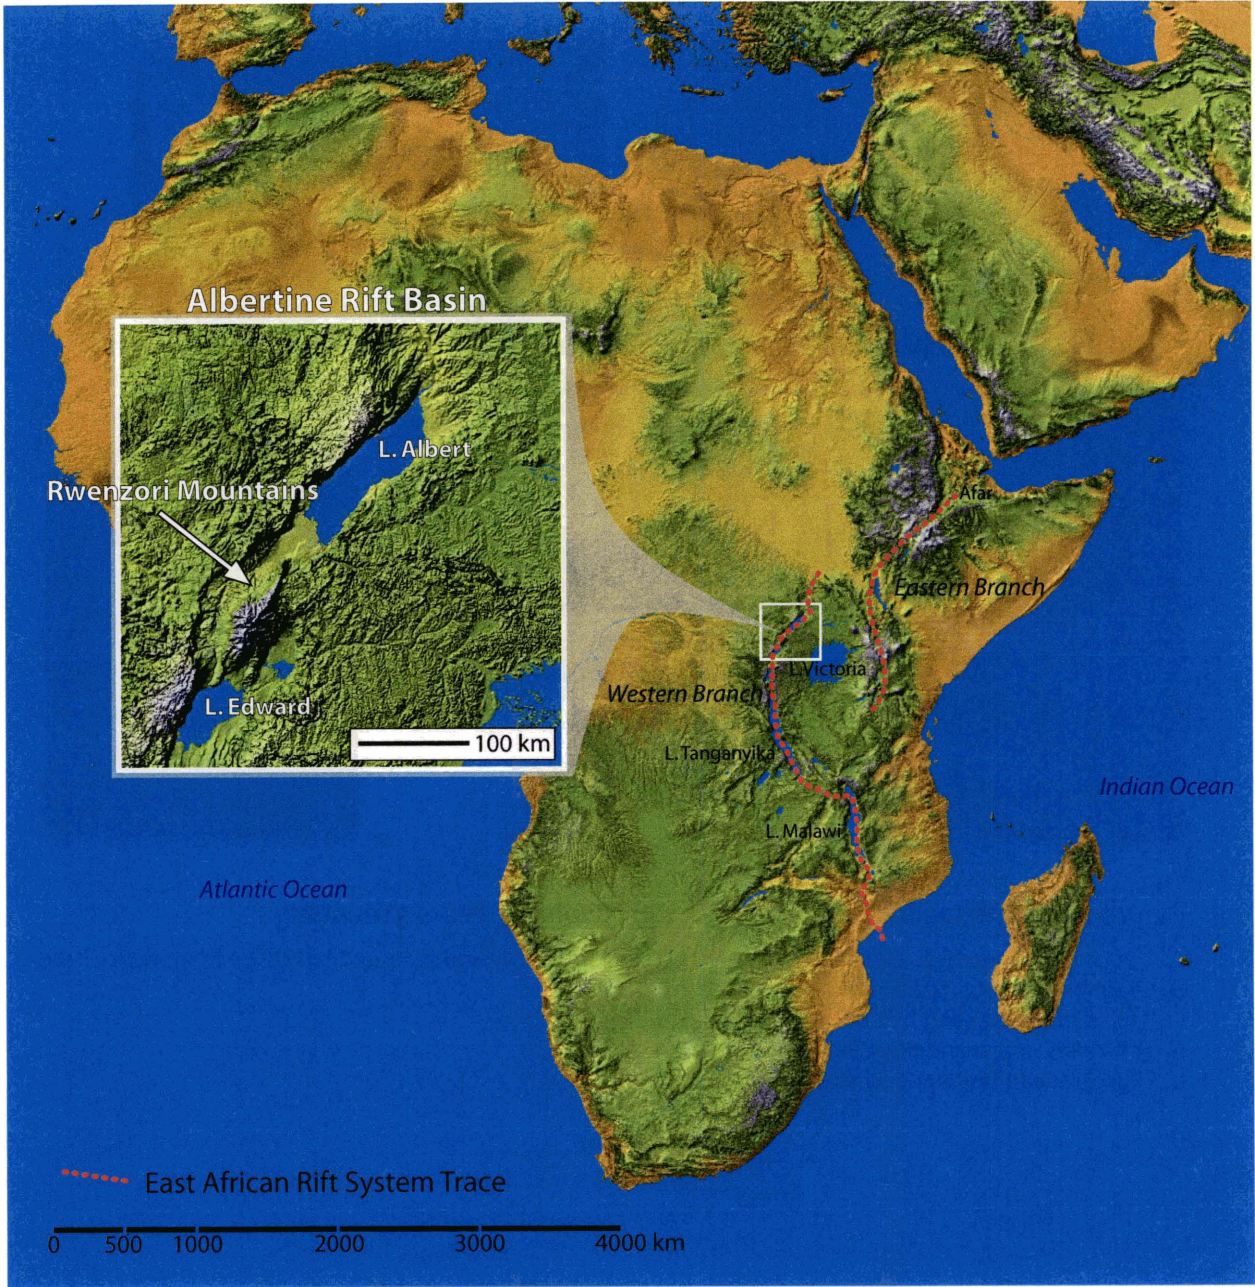 Albertine Rift Basin
L. Albert
Rwenzori Mountains
L. Edward
100 km
Afar
Eastern Branch
L.Victoria
Western Branch
L. Tanganyika
L. Malawi
Indian Ocean
Atlantic Ocean
East African Rift System Trace
0 500 1000 2000 3000 4000 km